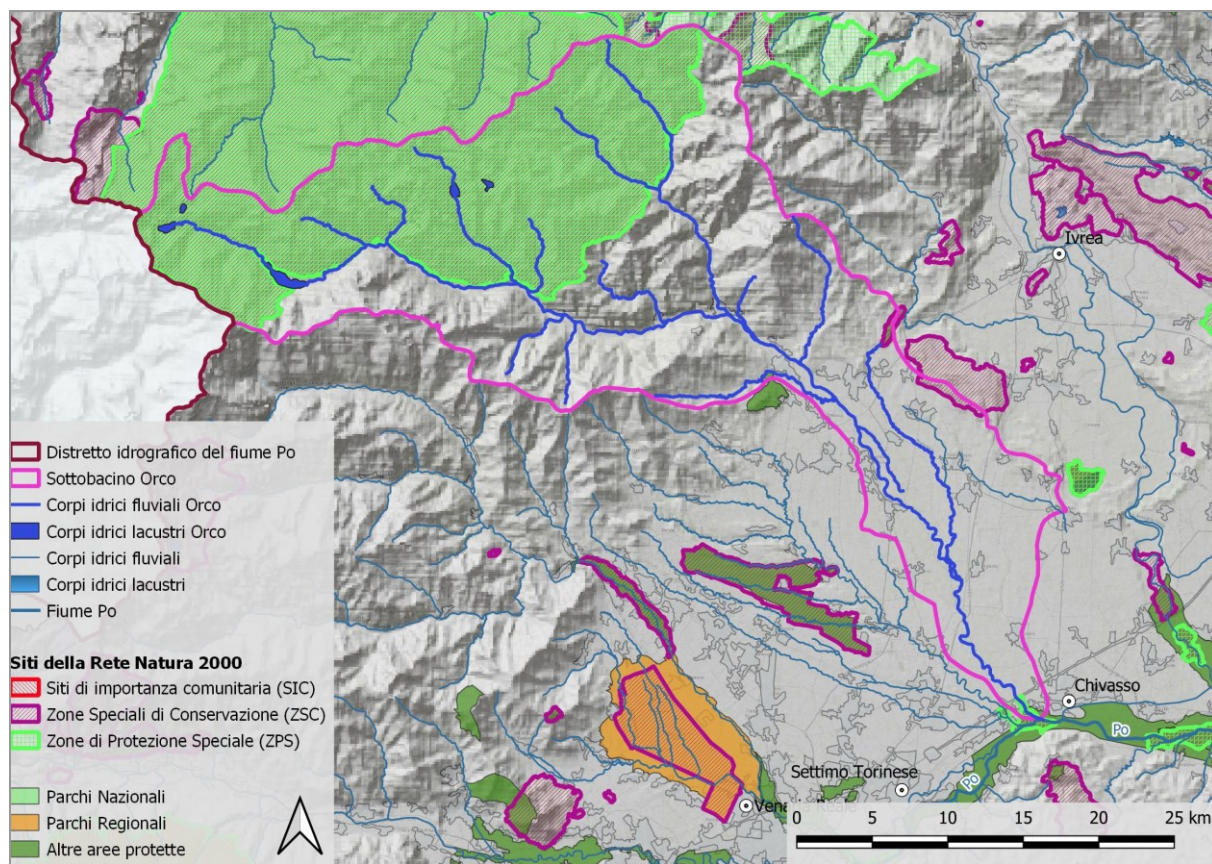 Ivrea
Distretto idrografico del fiume Po
Sottobacino Orco
Corpi idrici fluviali Orco
Corpi idrici lacustri Orco
Corpi idrici fluviali
Corpi idrici lacustri
Fiume Po
Siti della Rete Natura 2000
Siti di importanza comunitaria (SIC)
Zone Speciali di Conservazione (ZSC)
Zone di Protezione Speciale (ZPS)
Parchi Nazionali
Parchi Regionali
Altre aree protette
Chivasso
Po
Settimo Torinese
Po
Vena
0 5 10 15 20 25 km